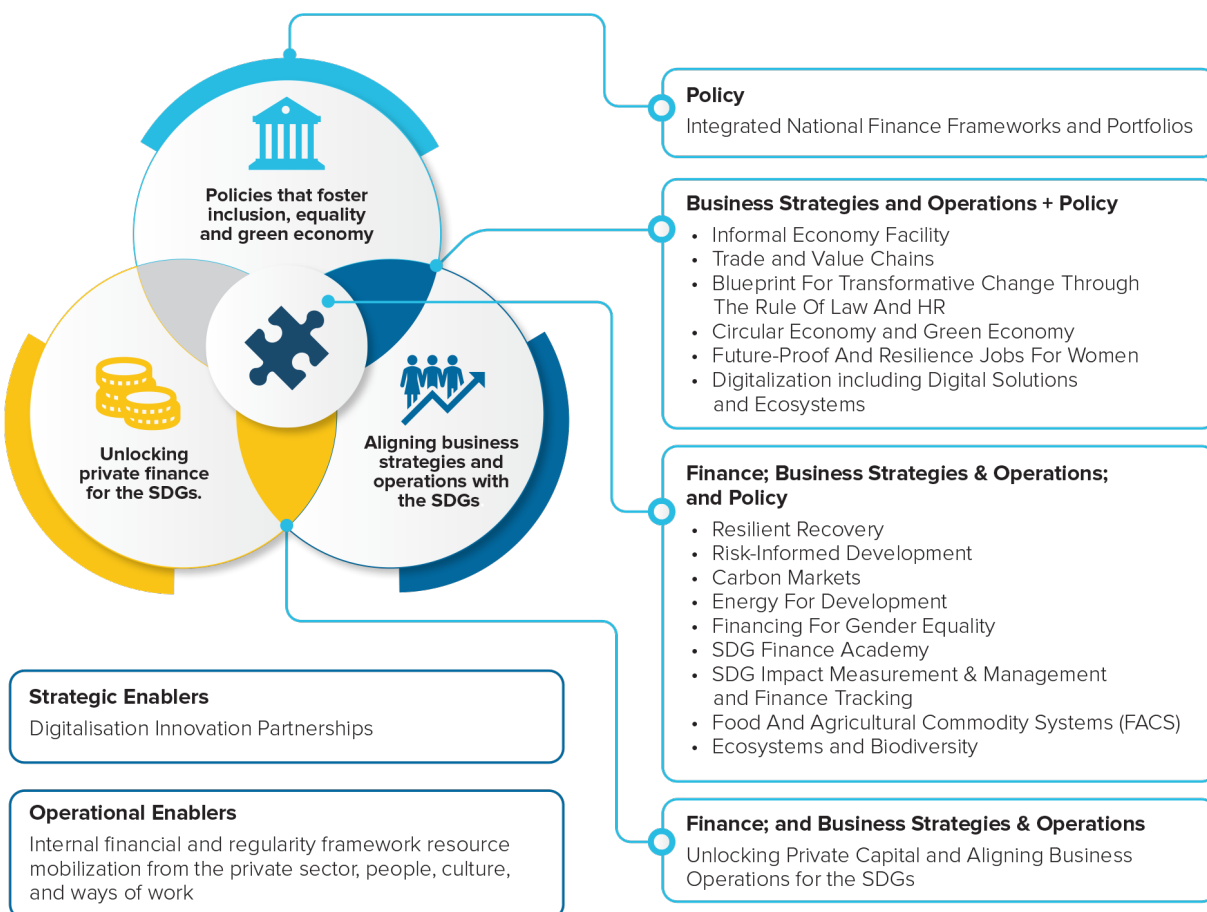 Policies that foster
inclusion, equality
and green economy
Unlocking
private finance
for the SDGs.
Aligning business
strategies and
operations with
the SDGs
Policy
Integrated National Finance Frameworks and Portfolios
Business Strategies and Operations + Policy
• Informal Economy Facility
• Trade and Value Chains
• Blueprint For Transformative Change Through
The Rule Of Law And HR
• Circular Economy and Green Economy
• Future-Proof And Resilience Jobs For Women
• Digitalization including Digital Solutions
and Ecosystems
Finance; Business Strategies & Operations;
and Policy
• Resilient Recovery
• Risk-Informed Development
• Carbon Markets
• Energy For Development
• Financing For Gender Equality
• SDG Finance Academy
• SDG Impact Measurement & Management
and Finance Tracking
• Food And Agricultural Commodity Systems (FACS)
• Ecosystems and Biodiversity
Finance; and Business Strategies & Operations
Unlocking Private Capital and Aligning Business
Operations for the SDGs
Strategic Enablers
Digitalisation Innovation Partnerships
Operational Enablers
Internal financial and regularity framework resource
mobilization from the private sector, people, culture,
and ways of work